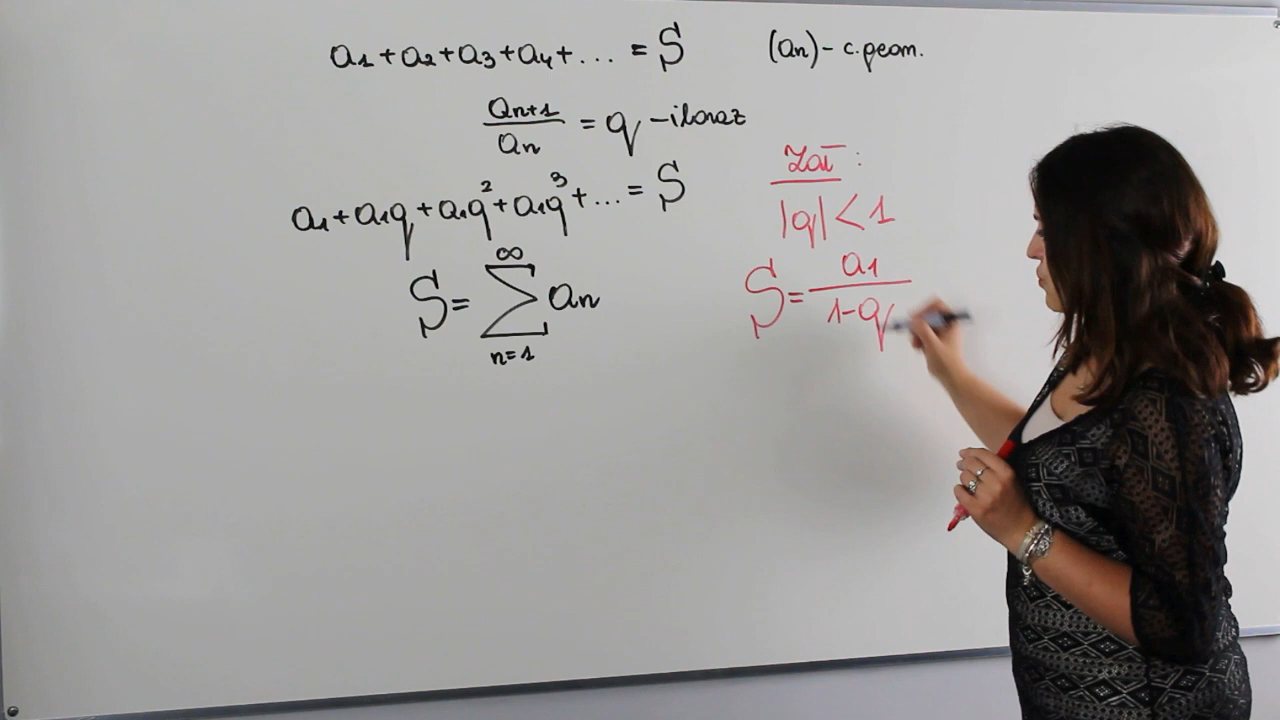 a₁+a₂+a₃+a₄+... = S (aₙ) - c. geom.
aₙ₊₁/aₙ = q - iloraz
a₁+a₁q+a₁q²+a₁q³+... = S
S = ∑_{n=1}^{∞} aₙ
Zał:
|q| < 1
S = a₁/(1-q)